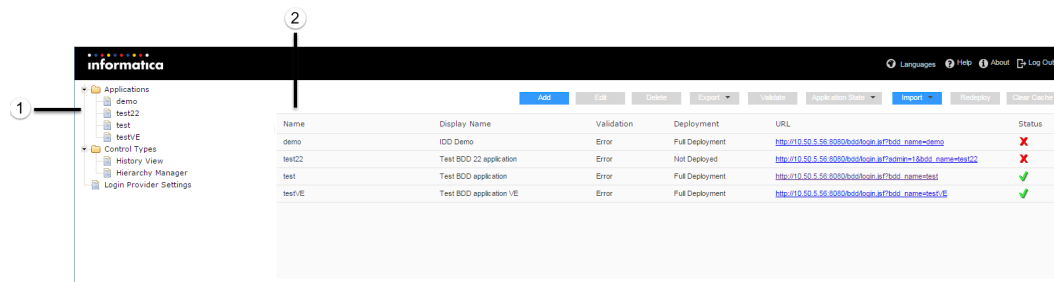 2
1
informatica
Languages Help About Log Out
Applications
demo
test22
test
testVE
Control Types
History View
Hierarchy Manager
Login Provider Settings
Add Edit Delete Export Validate Application State Import Redeploy Clear Cache
Name Display Name Validation Deployment URL Status
demo IDD Demo Error Full Deployment http://10.50.5.56:8080/bdd/login.jsf?bdd_name=demo
test22 Test BDD 22 application Error Not Deployed http://10.50.5.56:8080/bdd/login.jsf?admin=1&bdd_name=test22
test Test BDD application Error Full Deployment http://10.50.5.56:8080/bdd/login.jsf?bdd_name=test
testVE Test BDD application VE Error Full Deployment http://10.50.5.56:8080/bdd/login.jsf?bdd_name=testVE